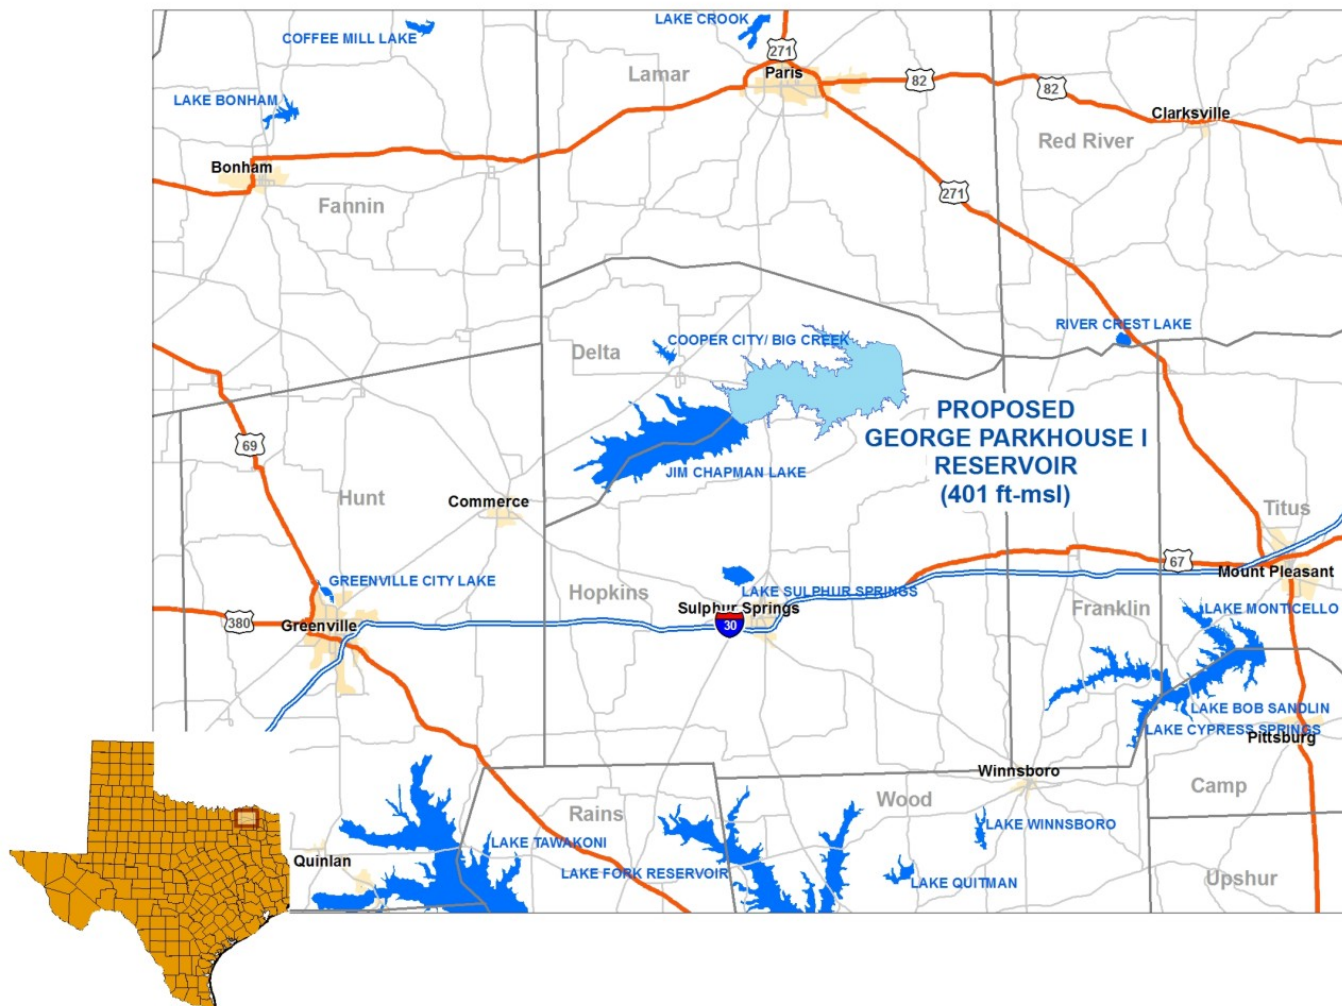 LAKE CROOK
COFFEE MILL LAKE
271
Paris
Lamar
82
82
LAKE BONHAM
Clarksville
Red River
Bonham
271
Fannin
RIVER CREST LAKE
COOPER CITY/ BIG CREEK
Delta
PROPOSED
GEORGE PARKHOUSE I
RESERVOIR
(401 ft-msl)
69
JIM CHAPMAN LAKE
Hunt
Commerce
Titus
67
Mount Pleasant
GREENVILLE CITY LAKE
Hopkins
LAKE SULPHUR SPRINGS
Sulphur Springs
Franklin
LAKE MONTICELLO
380
Greenville
30
LAKE BOB SANDLIN
LAKE CYPRESS SPRINGS
Pittsburg
Winnsboro
Camp
Rains
Wood
LAKE WINNSBORO
LAKE TAWAKONI
Quinlan
LAKE FORK RESERVOIR
LAKE QUITMAN
Upshur